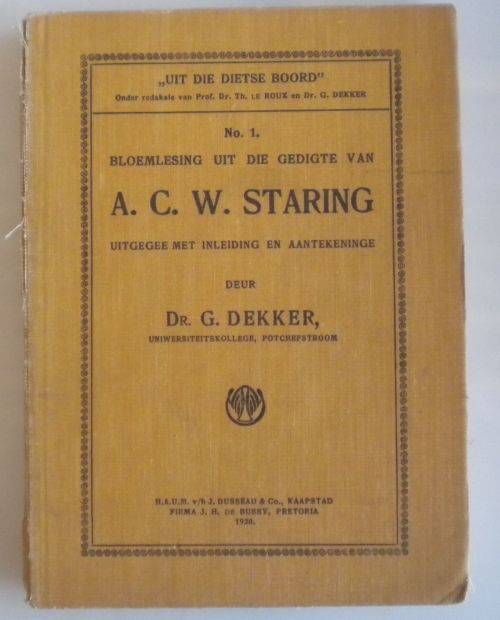 „UIT DIE DIETSE BOORD”
Onder redaksie van Prof. Dr. Th. LE ROUX en Dr. G. DEKKER
No. 1.
BLOEMLESING UIT DIE GEDIGTE VAN
A. C. W. STARING
UITGEGEE MET INLEIDING EN AANTEKENINGE
DEUR
DR. G. DEKKER,
UNIWERSITEITSKOLLEGE, POTCHEFSTROOM
H.A.U.M. v/h J. DUSSEAU & Co., KAAPSTAD
FIRMA J. H. DE BUSSY, PRETORIA